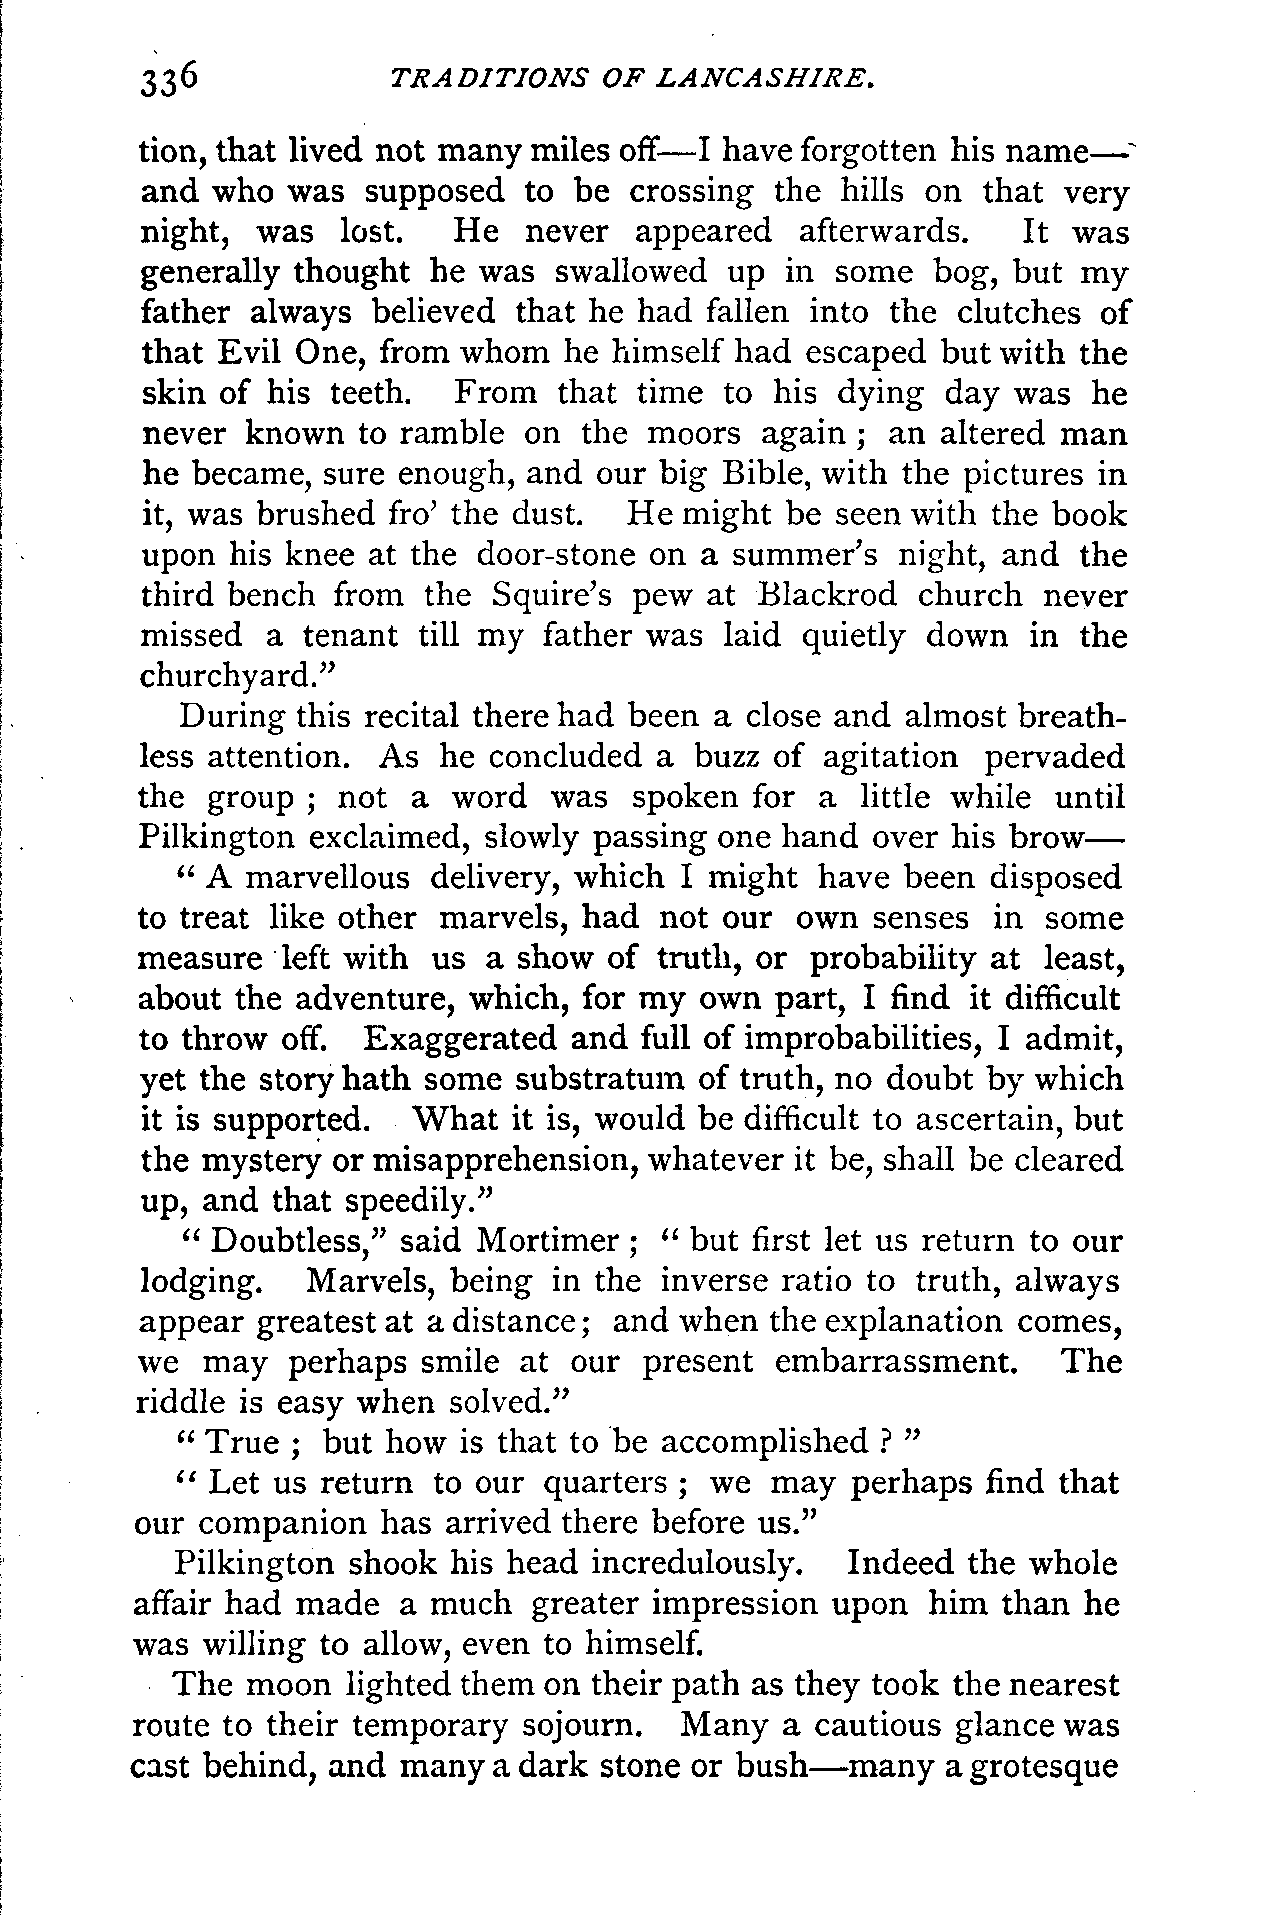 336 TRADITIONS OF LANCASHIRE.
tion, that lived not many miles off—I have forgotten his name—
and who was supposed to be crossing the hills on that very
night, was lost. He never appeared afterwards. It was
generally thought he was swallowed up in some bog, but my
father always believed that he had fallen into the clutches of
that Evil One, from whom he himself had escaped but with the
skin of his teeth. From that time to his dying day was he
never known to ramble on the moors again ; an altered man
he became, sure enough, and our big Bible, with the pictures in
it, was brushed fro' the dust. He might be seen with the book
upon his knee at the door-stone on a summer's night, and the
third bench from the Squire's pew at Blackrod church never
missed a tenant till my father was laid quietly down in the
churchyard."
During this recital there had been a close and almost breath-
less attention. As he concluded a buzz of agitation pervaded
the group ; not a word was spoken for a little while until
Pilkington exclaimed, slowly passing one hand over his brow—
" A marvellous delivery, which I might have been disposed
to treat like other marvels, had not our own senses in some
measure left with us a show of truth, or probability at least,
about the adventure, which, for my own part, I find it difficult
to throw off. Exaggerated and full of improbabilities, I admit,
yet the story hath some substratum of truth, no doubt by which
it is supported. What it is, would be difficult to ascertain, but
the mystery or misapprehension, whatever it be, shall be cleared
up, and that speedily."
" Doubtless," said Mortimer ; " but first let us return to our
lodging. Marvels, being in the inverse ratio to truth, always
appear greatest at a distance; and when the explanation comes,
we may perhaps smile at our present embarrassment. The
riddle is easy when solved."
" True ; but how is that to be accomplished ? "
" Let us return to our quarters ; we may perhaps find that
our companion has arrived there before us."
Pilkington shook his head incredulously. Indeed the whole
affair had made a much greater impression upon him than he
was willing to allow, even to himself.
The moon lighted them on their path as they took the nearest
route to their temporary sojourn. Many a cautious glance was
cast behind, and many a dark stone or bush—many a grotesque